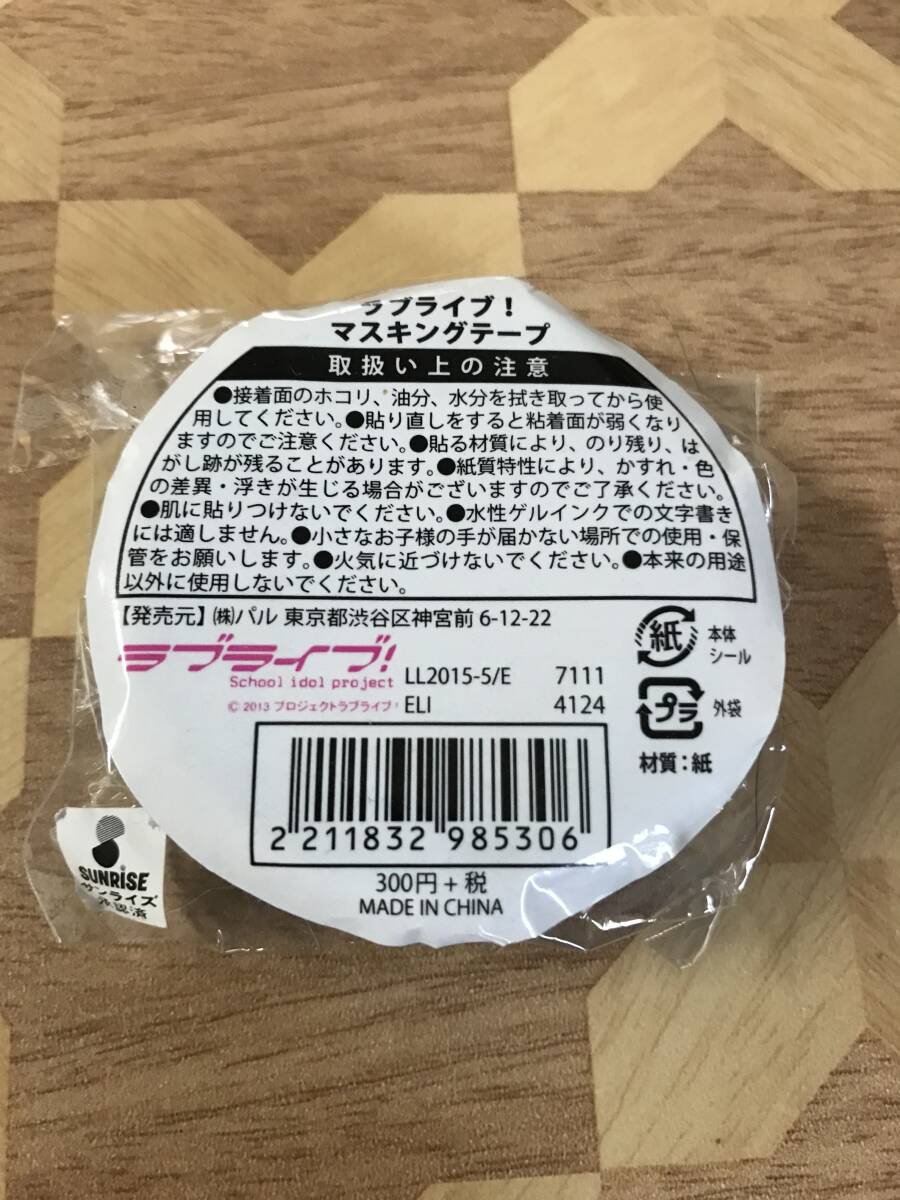 ラブライブ！
マスキングテープ
取扱い上の注意
●接着面のホコリ、油分、水分を拭き取ってから使
用してください。●貼り直しをすると粘着面が弱くなり
ますのでご注意ください。●貼る材質により、のり残り、は
がし跡が残ることがあります。●紙質特性により、かすれ・色
の差異・浮きが生じる場合がございますのでご了承ください。
●肌に貼りつけないでください。●水性ゲルインクでの文字書き
には適しません。●小さなお子様の手が届かない場所での使用・保
管をお願いします。●火気に近づけないでください。●本来の用途
以外に使用しないでください。
【発売元】㈱パル 東京都渋谷区神宮前 6-12-22
ラブライブ！
School idol project
© 2013 プロジェクトラブライブ！
LL2015-5/E 7111
ELI 4124
紙 本体
シール
プラ 外袋
材質：紙
2 211832 985306
300円 + 税
MADE IN CHINA
SUNRISE
サンライズ
承認済